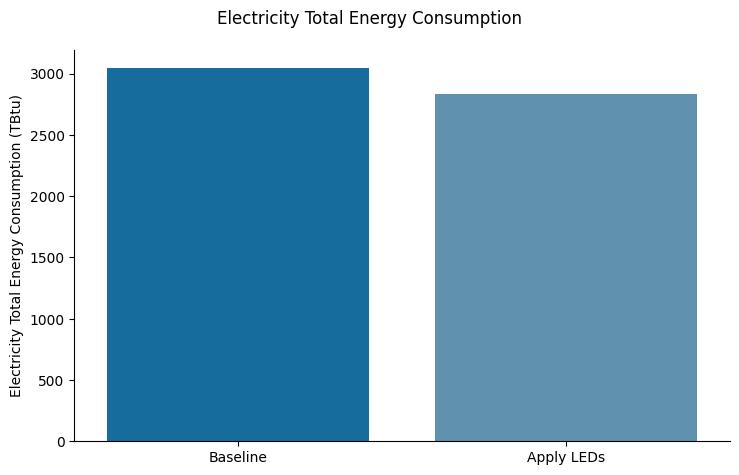 Electricity Total Energy Consumption
Electricity Total Energy Consumption (TBtu)
3000
2500
2000
1500
1000
500
0
Baseline
Apply LEDs